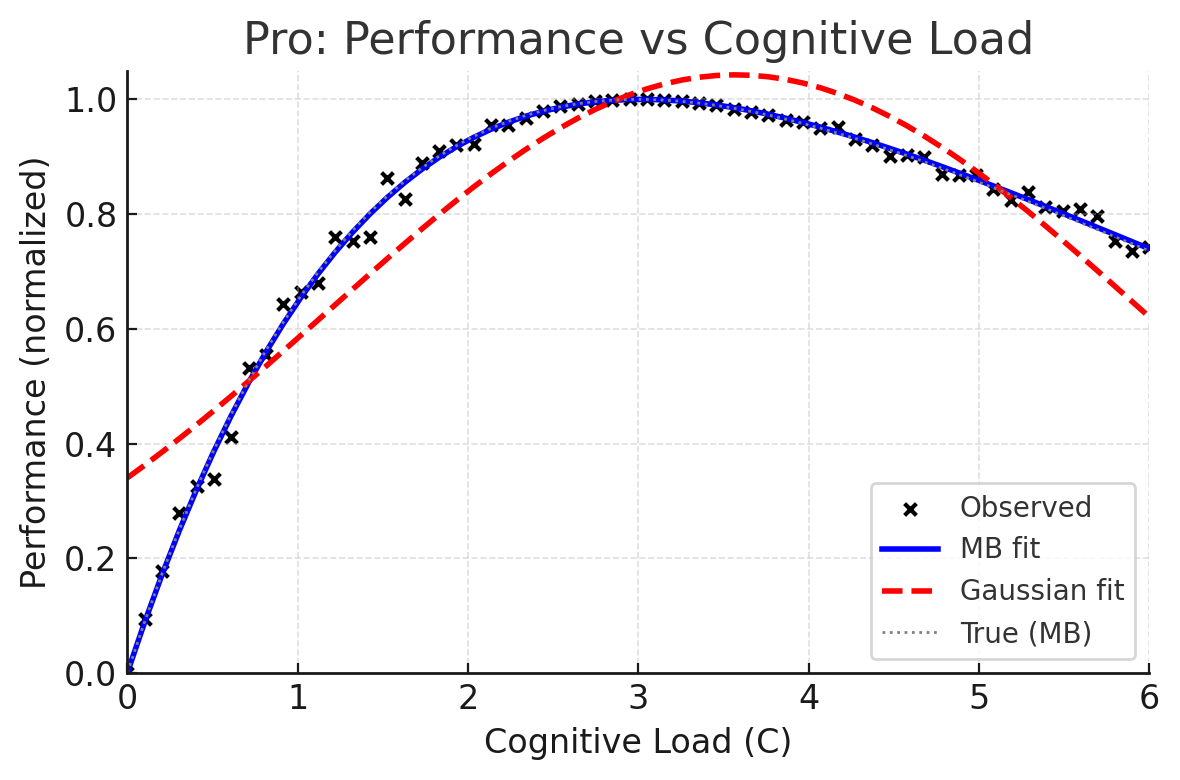 Pro: Performance vs Cognitive Load
Performance (normalized)
1.0
0.8
0.6
0.4
0.2
0.0
0 1 2 3 4 5 6
Cognitive Load (C)
Observed
MB fit
Gaussian fit
True (MB)